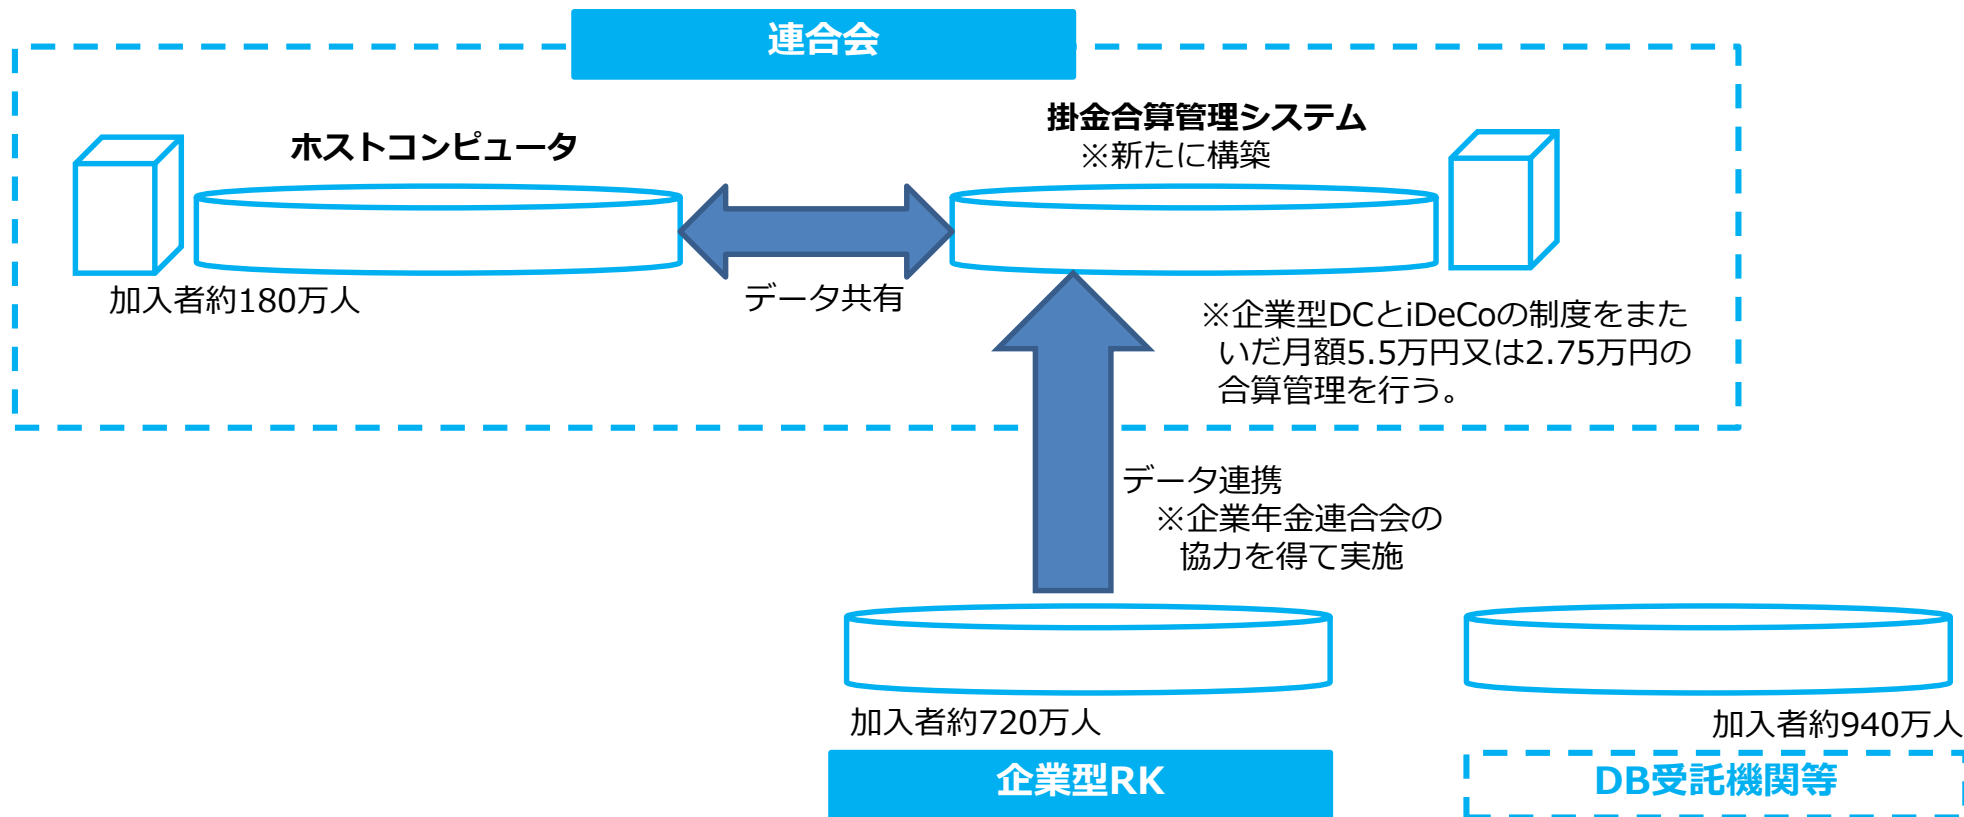 連合会
ホストコンピュータ
掛金合算管理システム
※新たに構築
加入者約180万人
データ共有
※企業型DCとiDeCoの制度をまた
いだ月額5.5万円又は2.75万円の
合算管理を行う。
データ連携
※企業年金連合会の
協力を得て実施
加入者約720万人
加入者約940万人
企業型RK
DB受託機関等